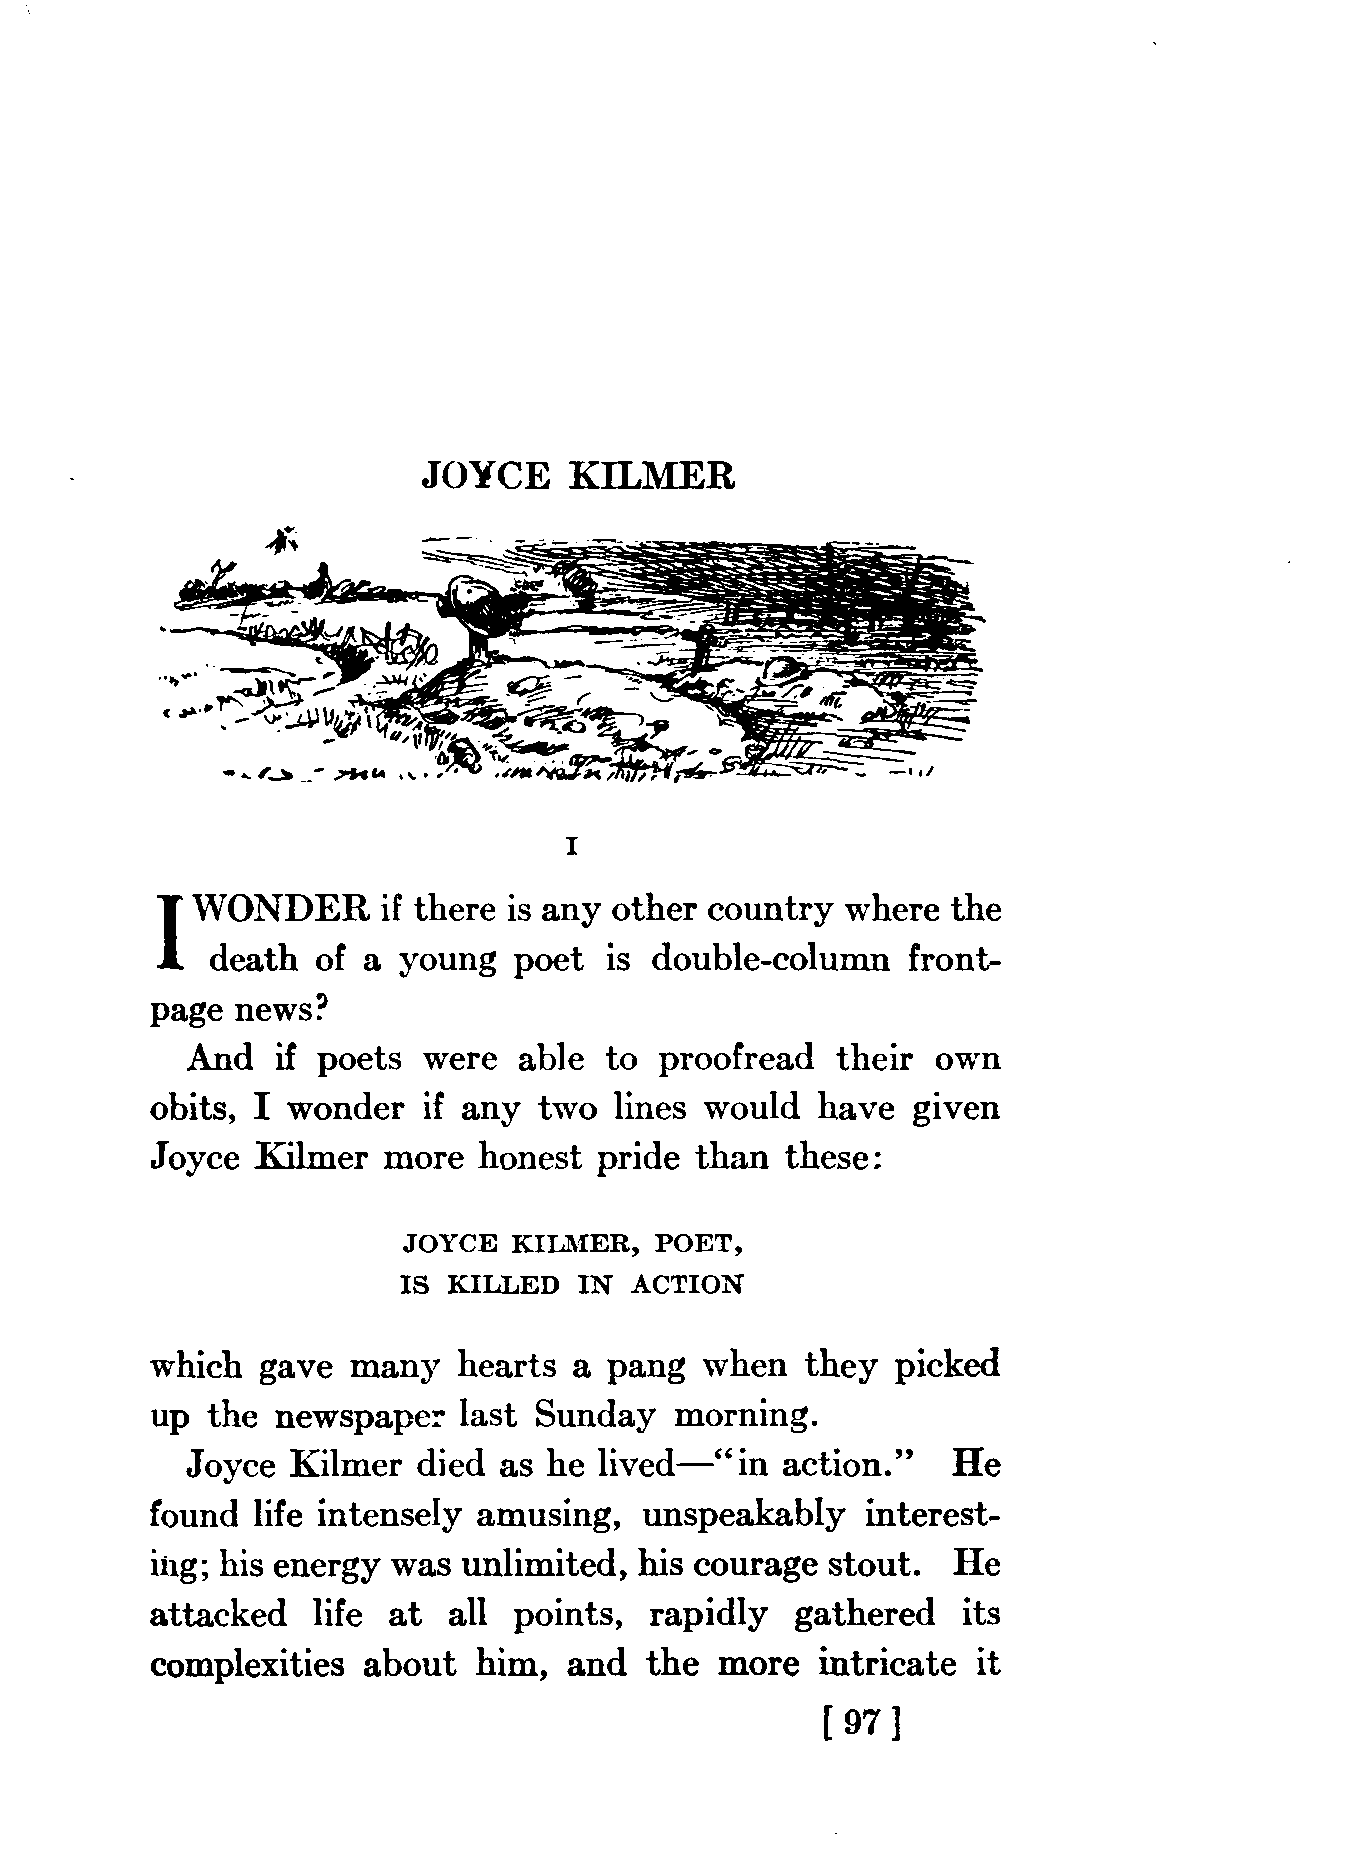 JOYCE KILMER
I
I WONDER if there is any other country where the
death of a young poet is double-column front-
page news?
And if poets were able to proofread their own
obits, I wonder if any two lines would have given
Joyce Kilmer more honest pride than these:
JOYCE KILMER, POET,
IS KILLED IN ACTION
which gave many hearts a pang when they picked
up the newspaper last Sunday morning.
Joyce Kilmer died as he lived—“in action.” He
found life intensely amusing, unspeakably interest-
ing; his energy was unlimited, his courage stout. He
attacked life at all points, rapidly gathered its
complexities about him, and the more intricate it
[ 97 ]